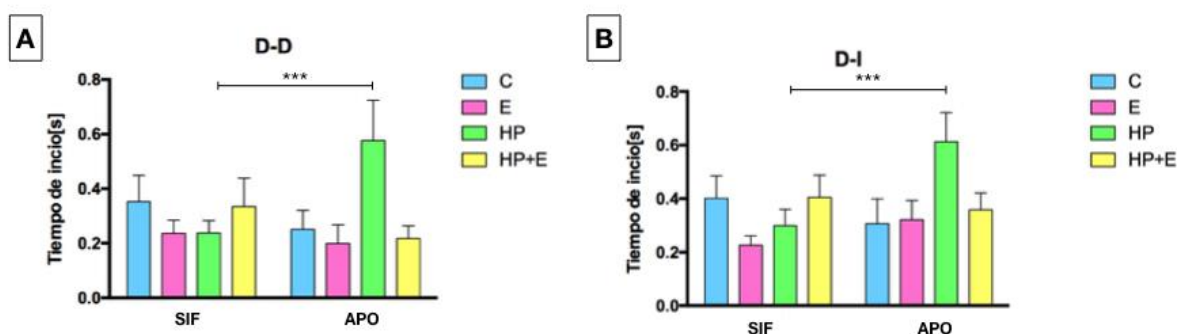 A
D-D
***
Tiempo de incio[s]
0.8
0.6
0.4
0.2
0.0
SIF
APO
C
E
HP
HP+E
B
D-I
***
Tiempo de incio[s]
0.8
0.6
0.4
0.2
0.0
SIF
APO
C
E
HP
HP+E